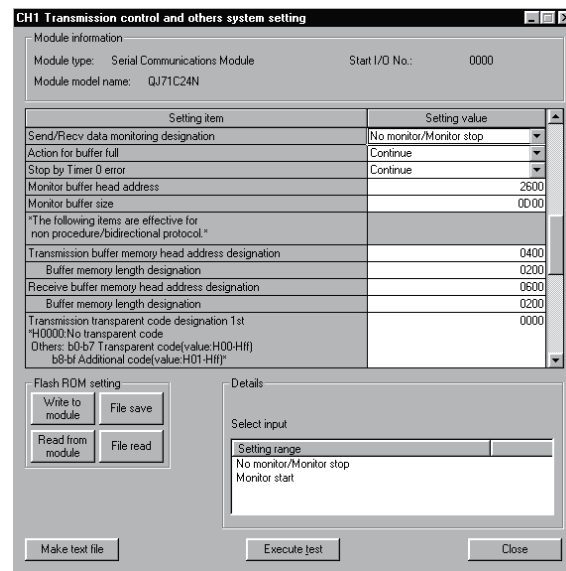 CH1 Transmission control and others system setting
Module information
Module type: Serial Communications Module Start I/O No.: 0000
Module model name: QJ71C24N
Setting item Setting value
Send/Recv data monitoring designation No monitor/Monitor stop
Action for buffer full Continue
Stop by Timer 0 error Continue
Monitor buffer head address 2600
Monitor buffer size 0D00
"The following items are effective for
non procedure/bidirectional protocol."
Transmission buffer memory head address designation 0400
Buffer memory length designation 0200
Receive buffer memory head address designation 0600
Buffer memory length designation 0200
Transmission transparent code designation 1st 0000
"H0000:No transparent code
Others: b0-b7 Transparent code(value:H00-Hff)
b8-bf Additional code(value:H01-Hff)"
Flash ROM setting
Write to
module
File save
Read from
module
File read
Details
Select input
Setting range
No monitor/Monitor stop
Monitor start
Make text file
Execute test
Close